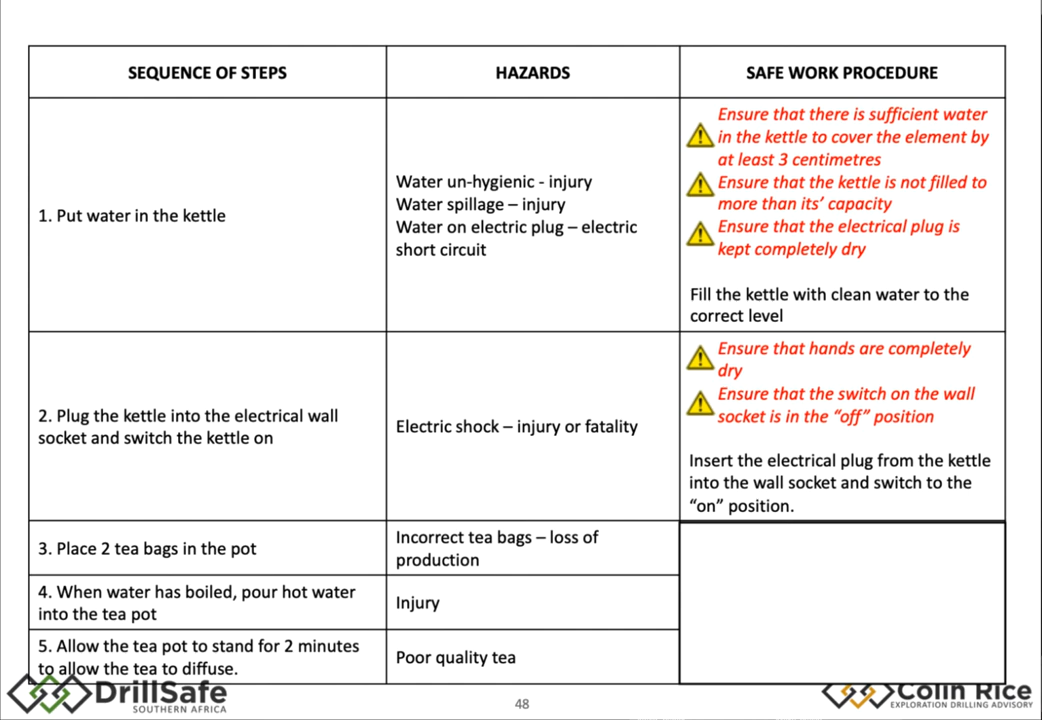 SEQUENCE OF STEPS
HAZARDS
SAFE WORK PROCEDURE
1. Put water in the kettle
Water un-hygienic - injury
Water spillage – injury
Water on electric plug – electric
short circuit
Ensure that there is sufficient water
in the kettle to cover the element by
at least 3 centimetres
Ensure that the kettle is not filled to
more than its’ capacity
Ensure that the electrical plug is
kept completely dry
Fill the kettle with clean water to the
correct level
2. Plug the kettle into the electrical wall
socket and switch the kettle on
Electric shock – injury or fatality
Ensure that hands are completely
dry
Ensure that the switch on the wall
socket is in the “off” position
Insert the electrical plug from the kettle
into the wall socket and switch to the
“on” position.
3. Place 2 tea bags in the pot
Incorrect tea bags – loss of
production
4. When water has boiled, pour hot water
into the tea pot
Injury
5. Allow the tea pot to stand for 2 minutes
to allow the tea to diffuse.
Poor quality tea
DrillSafe
SOUTHERN AFRICA
48
Colin Rice
EXPLORATION DRILLING ADVISORY